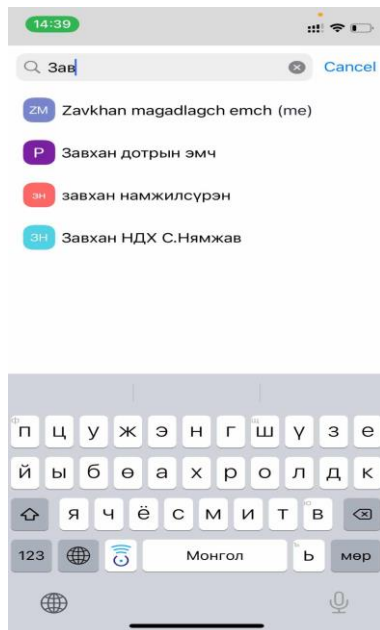 14:39
Зав
Cancel
ZM Zavkhan magadlagch emch (me)
P Завхан дотрын эмч
ЭН завхан намжилсүрэн
ЗН Завхан НДХ С.Нямжав
ф щ
п ц у ж э н г ш ү з е
й ы б ө а х р о л д к
ю
я ч ё с м и т в
ъ
123 Монгол ь мөр